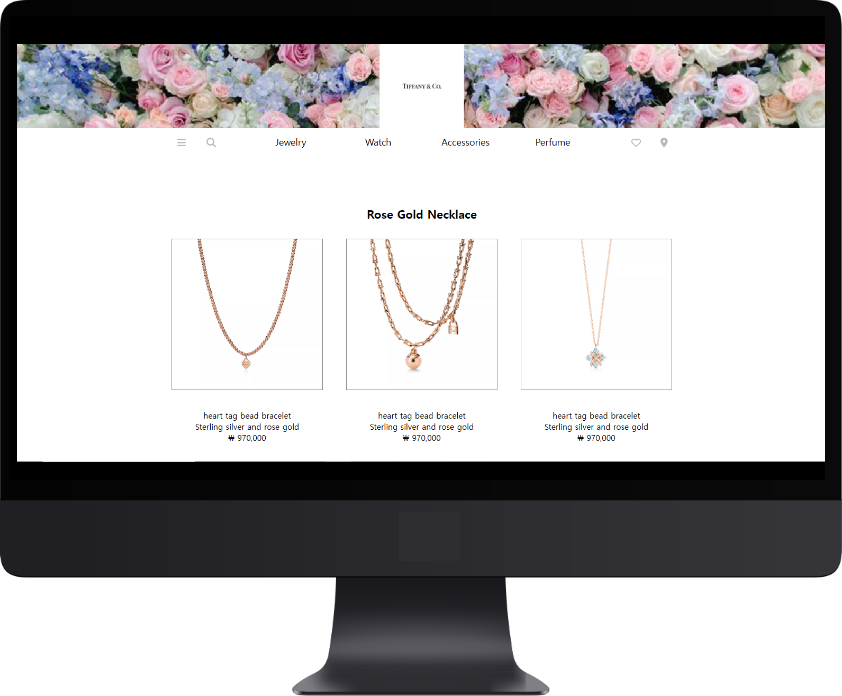 TIFFANY & CO.
Jewelry Watch Accessories Perfume
Rose Gold Necklace
heart tag bead bracelet
Sterling silver and rose gold
₩ 970,000
heart tag bead bracelet
Sterling silver and rose gold
₩ 970,000
heart tag bead bracelet
Sterling silver and rose gold
₩ 970,000